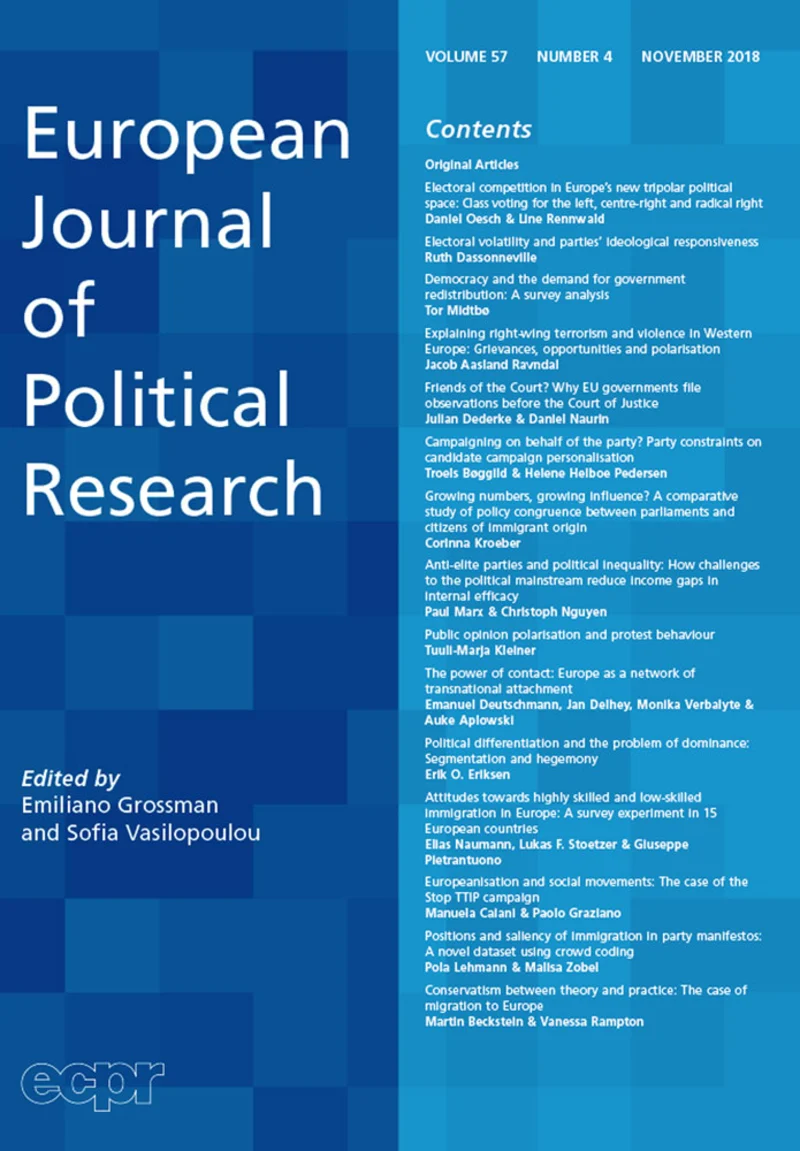 European
Journal
of
Political
Research
Edited by
Emiliano Grossman
and Sofia Vasilopoulou
ecpr
VOLUME 57 NUMBER 4 NOVEMBER 2018
Contents
Original Articles
Electoral competition in Europe's new tripolar political
space: Class voting for the left, centre-right and radical right
Daniel Oesch & Line Rennwald
Electoral volatility and parties' ideological responsiveness
Ruth Dassonneville
Democracy and the demand for government
redistribution: A survey analysis
Tor Midtbø
Explaining right-wing terrorism and violence in Western
Europe: Grievances, opportunities and polarisation
Jacob Aasland Ravndal
Friends of the Court? Why EU governments file
observations before the Court of Justice
Julian Dederke & Daniel Naurin
Campaigning on behalf of the party? Party constraints on
candidate campaign personalisation
Troels Bøggild & Helene Helboe Pedersen
Growing numbers, growing influence? A comparative
study of policy congruence between parliaments and
citizens of immigrant origin
Corinna Kroeber
Anti-elite parties and political inequality: How challenges
to the political mainstream reduce income gaps in
internal efficacy
Paul Marx & Christoph Nguyen
Public opinion polarisation and protest behaviour
Tuuli-Marja Kleiner
The power of contact: Europe as a network of
transnational attachment
Emanuel Deutschmann, Jan Delhey, Monika Verbalyte &
Auke Aplowski
Political differentiation and the problem of dominance:
Segmentation and hegemony
Erik O. Eriksen
Attitudes towards highly skilled and low-skilled
immigration in Europe: A survey experiment in 15
European countries
Elias Naumann, Lukas F. Stoetzer & Giuseppe
Pietrantuono
Europeanisation and social movements: The case of the
Stop TTIP campaign
Manuela Caiani & Paolo Graziano
Positions and saliency of immigration in party manifestos:
A novel dataset using crowd coding
Pola Lehmann & Malisa Zobel
Conservatism between theory and practice: The case of
migration to Europe
Martin Beckstein & Vanessa Rampton